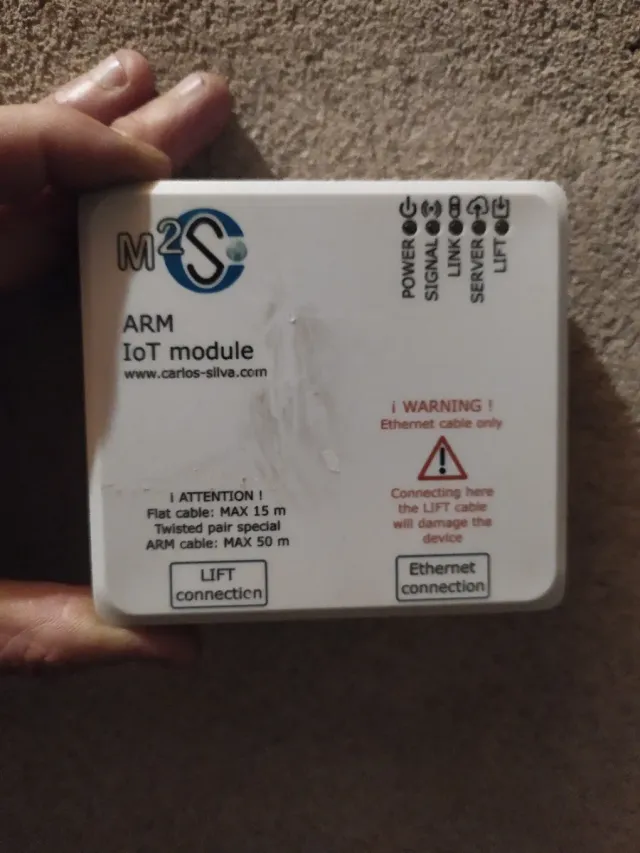 M2S
ARM
IoT module
www.carlos-silva.com
POWER
SIGNAL
LINK
SERVER
LIFT
¡ WARNING !
Ethernet cable only
Connecting here
the LIFT cable
will damage the
device
Ethernet
connection
¡ ATTENTION !
Flat cable: MAX 15 m
Twisted pair special
ARM cable: MAX 50 m
LIFT
connection